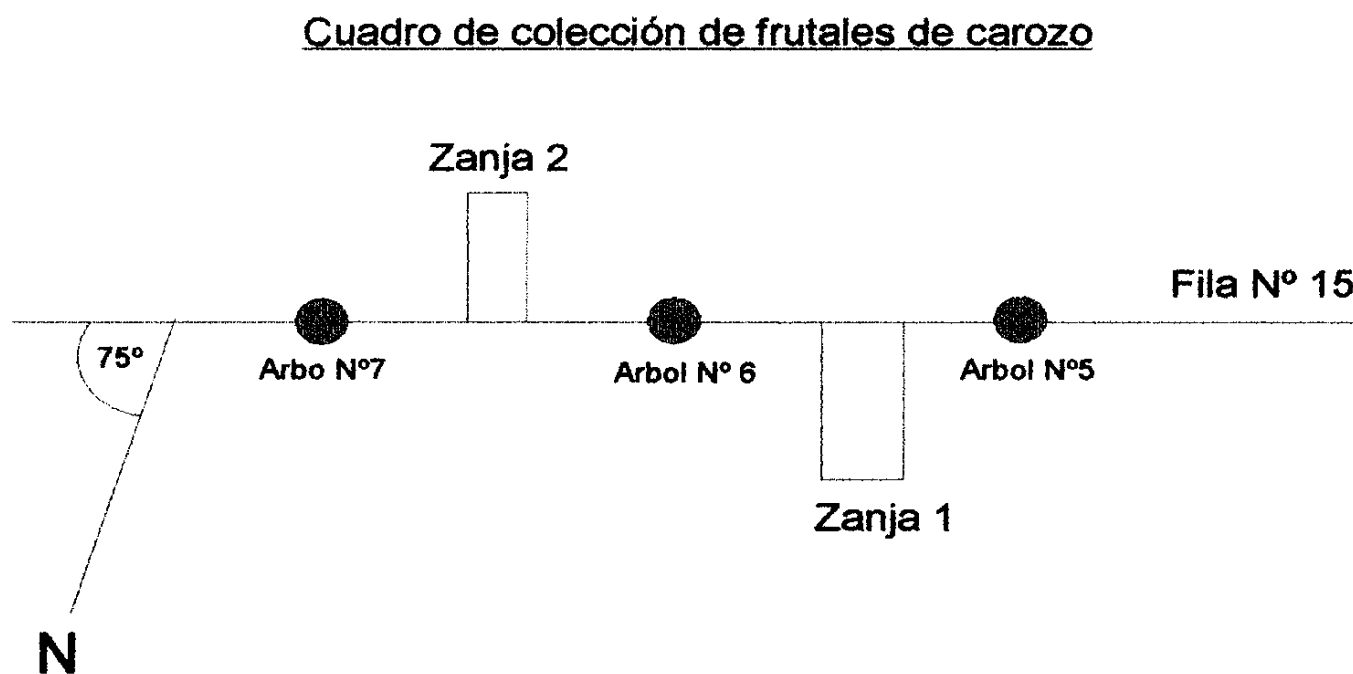 Cuadro de colección de frutales de carozo
Zanja 2
Fila Nº 15
75º
Arbo Nº7
Arbol Nº 6
Arbol Nº5
Zanja 1
N